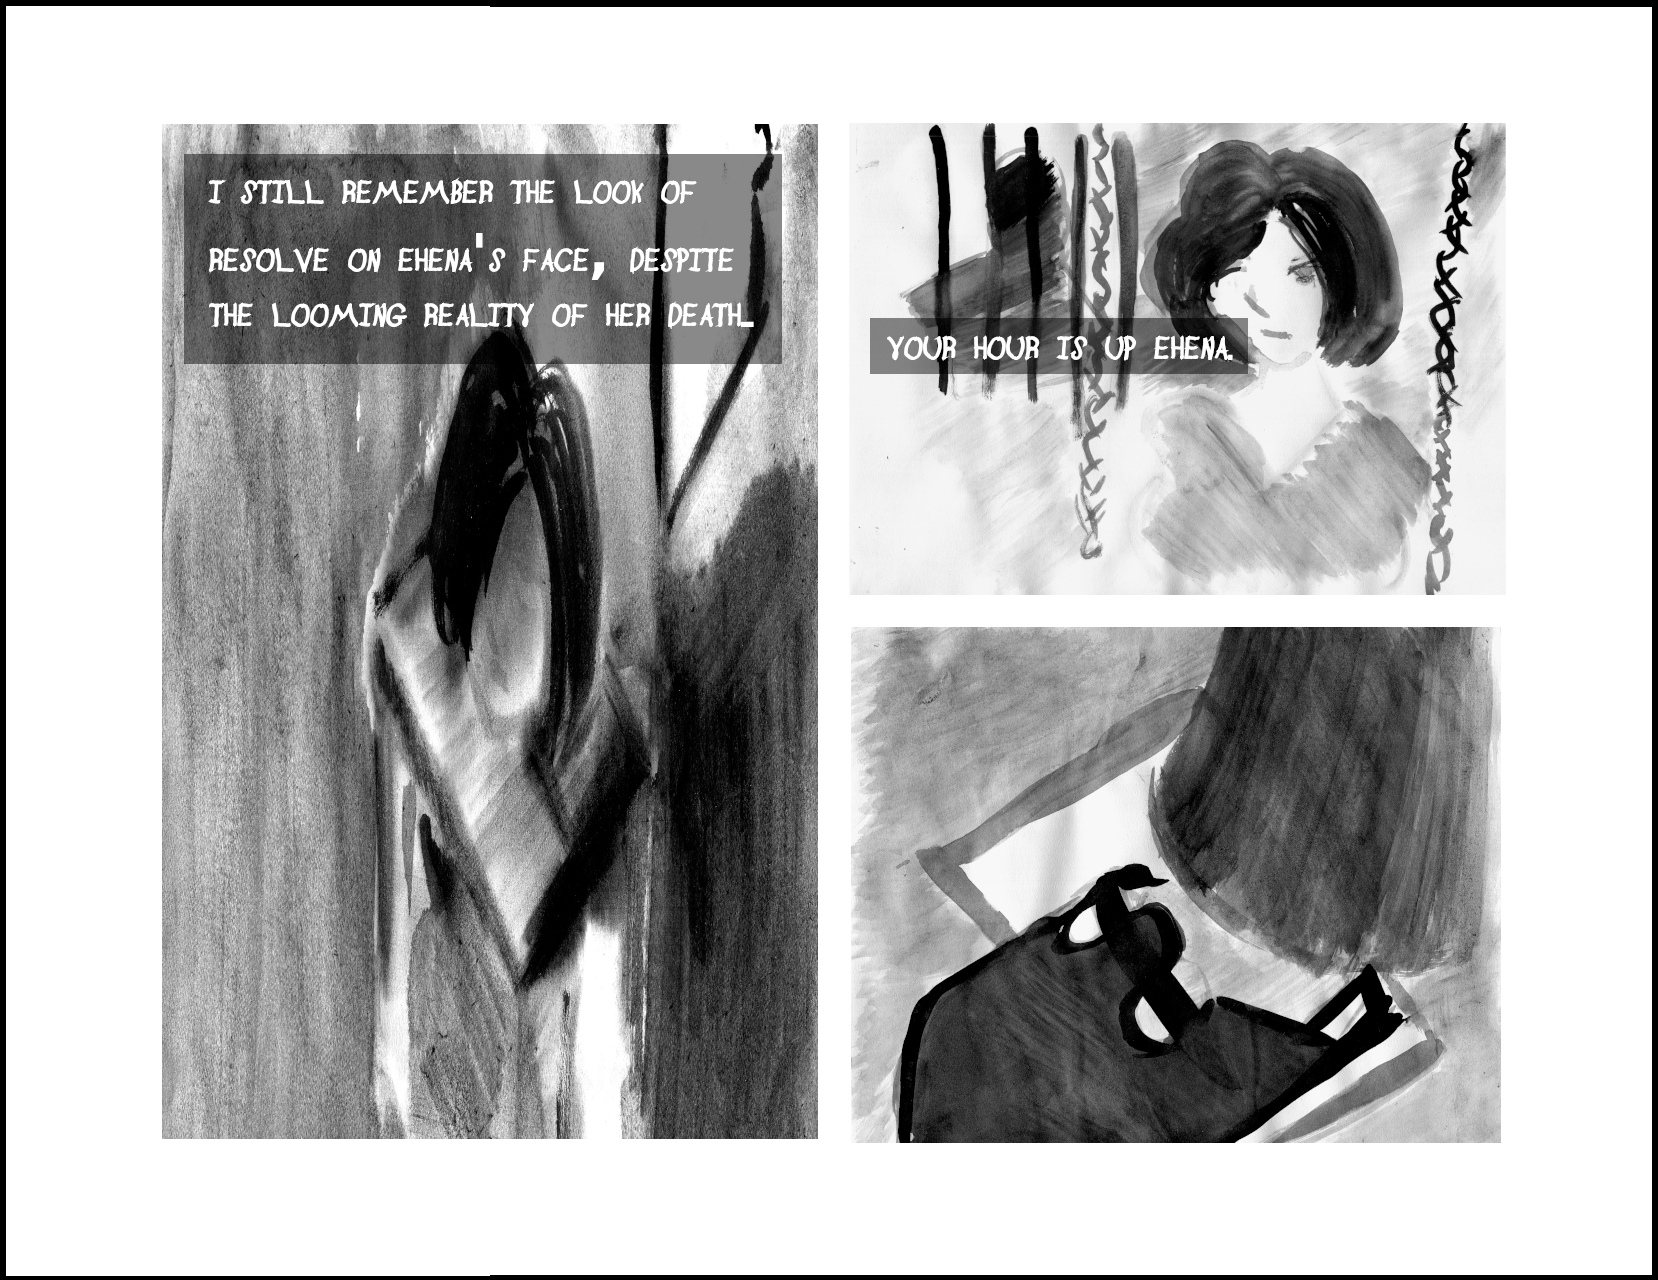 I STILL REMEMBER THE LOOK OF
RESOLVE ON EHENA'S FACE, DESPITE
THE LOOMING REALITY OF HER DEATH.
YOUR HOUR IS UP EHENA.